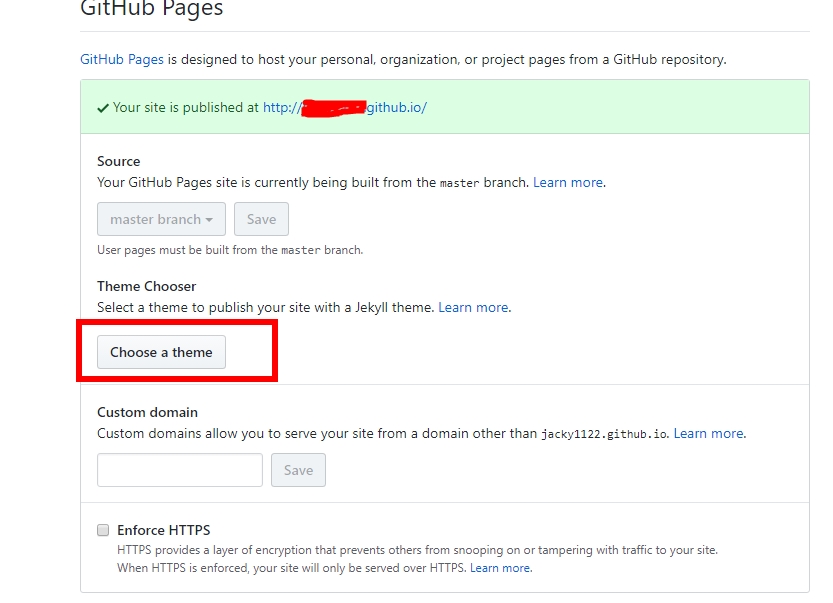 GitHub Pages
GitHub Pages is designed to host your personal, organization, or project pages from a GitHub repository.
Your site is published at http://github.io/
Source
Your GitHub Pages site is currently being built from the master branch. Learn more.
master branch Save
User pages must be built from the master branch.
Theme Chooser
Select a theme to publish your site with a Jekyll theme. Learn more.
Choose a theme
Custom domain
Custom domains allow you to serve your site from a domain other than jacky1122.github.io. Learn more.
Save
Enforce HTTPS
HTTPS provides a layer of encryption that prevents others from snooping on or tampering with traffic to your site.
When HTTPS is enforced, your site will only be served over HTTPS. Learn more.